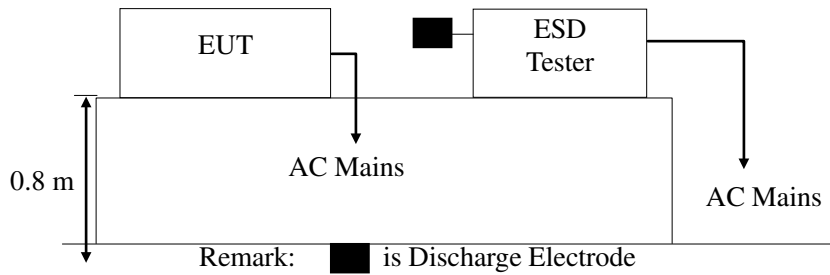 EUT
ESD
Tester
AC Mains
0.8 m
AC Mains
Remark: is Discharge Electrode